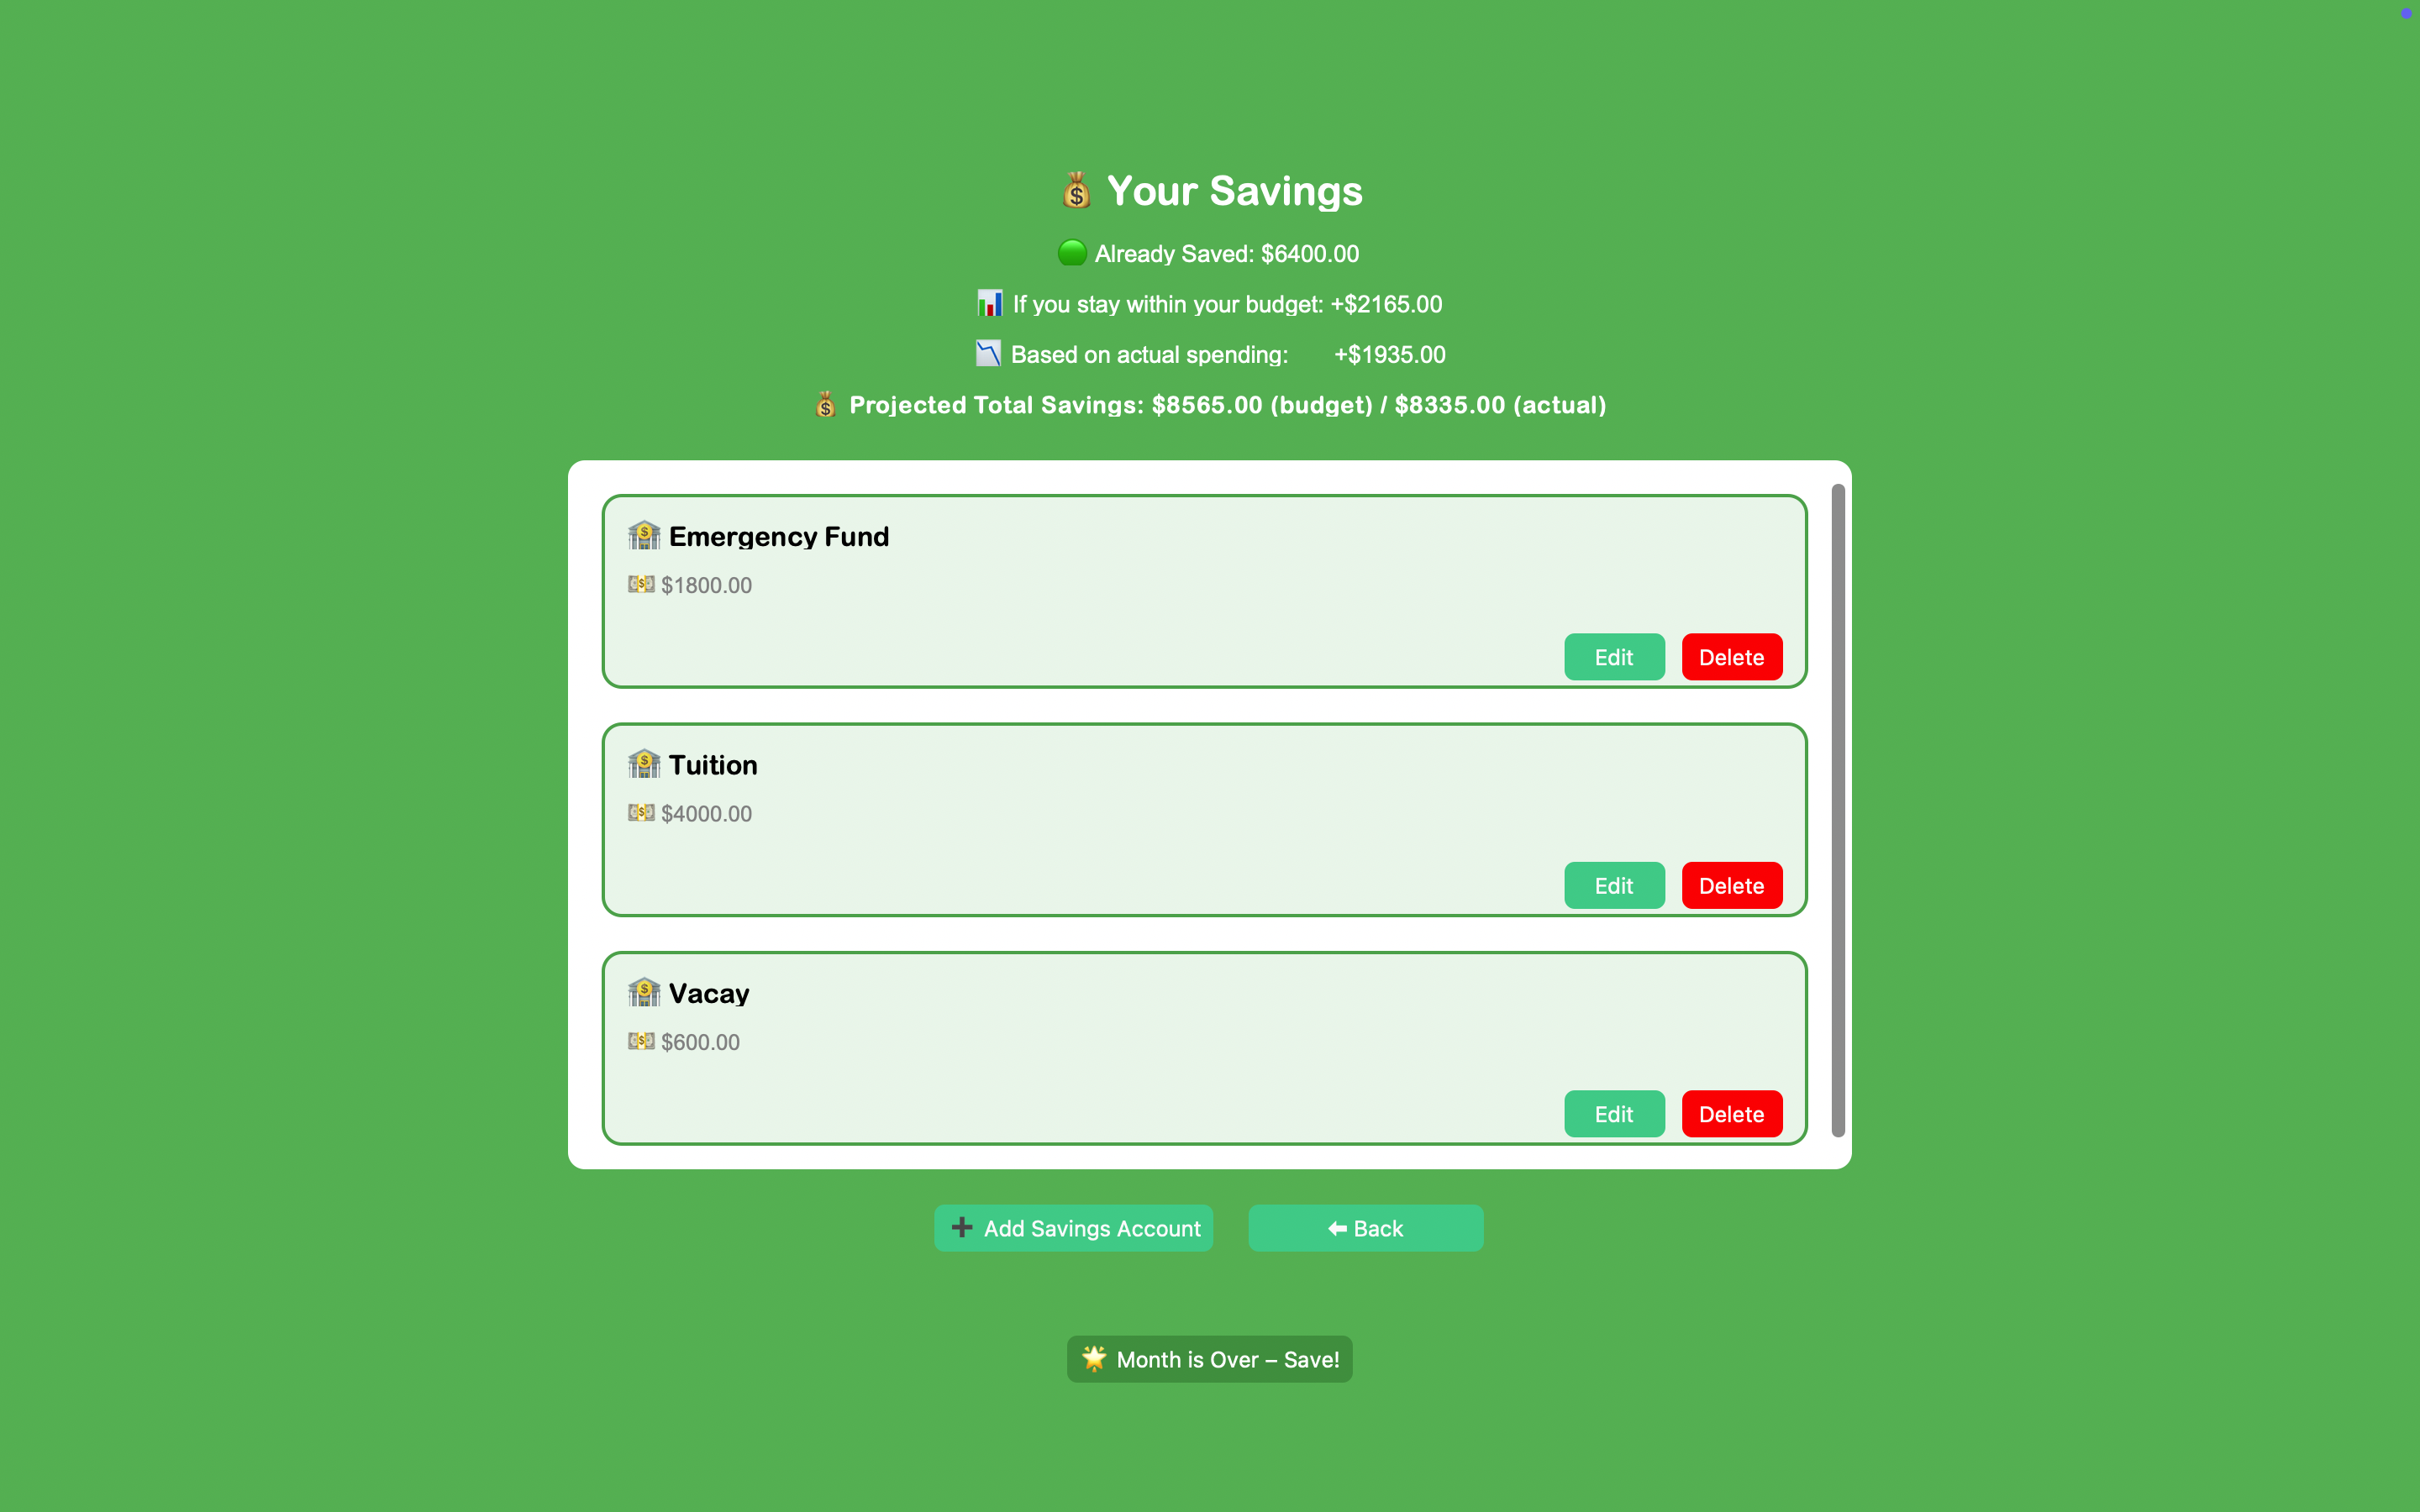 💰 Your Savings
🟢 Already Saved: $6400.00
📊 If you stay within your budget: +$2165.00
📉 Based on actual spending: +$1935.00
💰 Projected Total Savings: $8565.00 (budget) / $8335.00 (actual)
🏦 Emergency Fund
💵 $1800.00
Edit Delete
🏦 Tuition
💵 $4000.00
Edit Delete
🏦 Vacay
💵 $600.00
Edit Delete
➕ Add Savings Account ⬅ Back
🌟 Month is Over – Save!